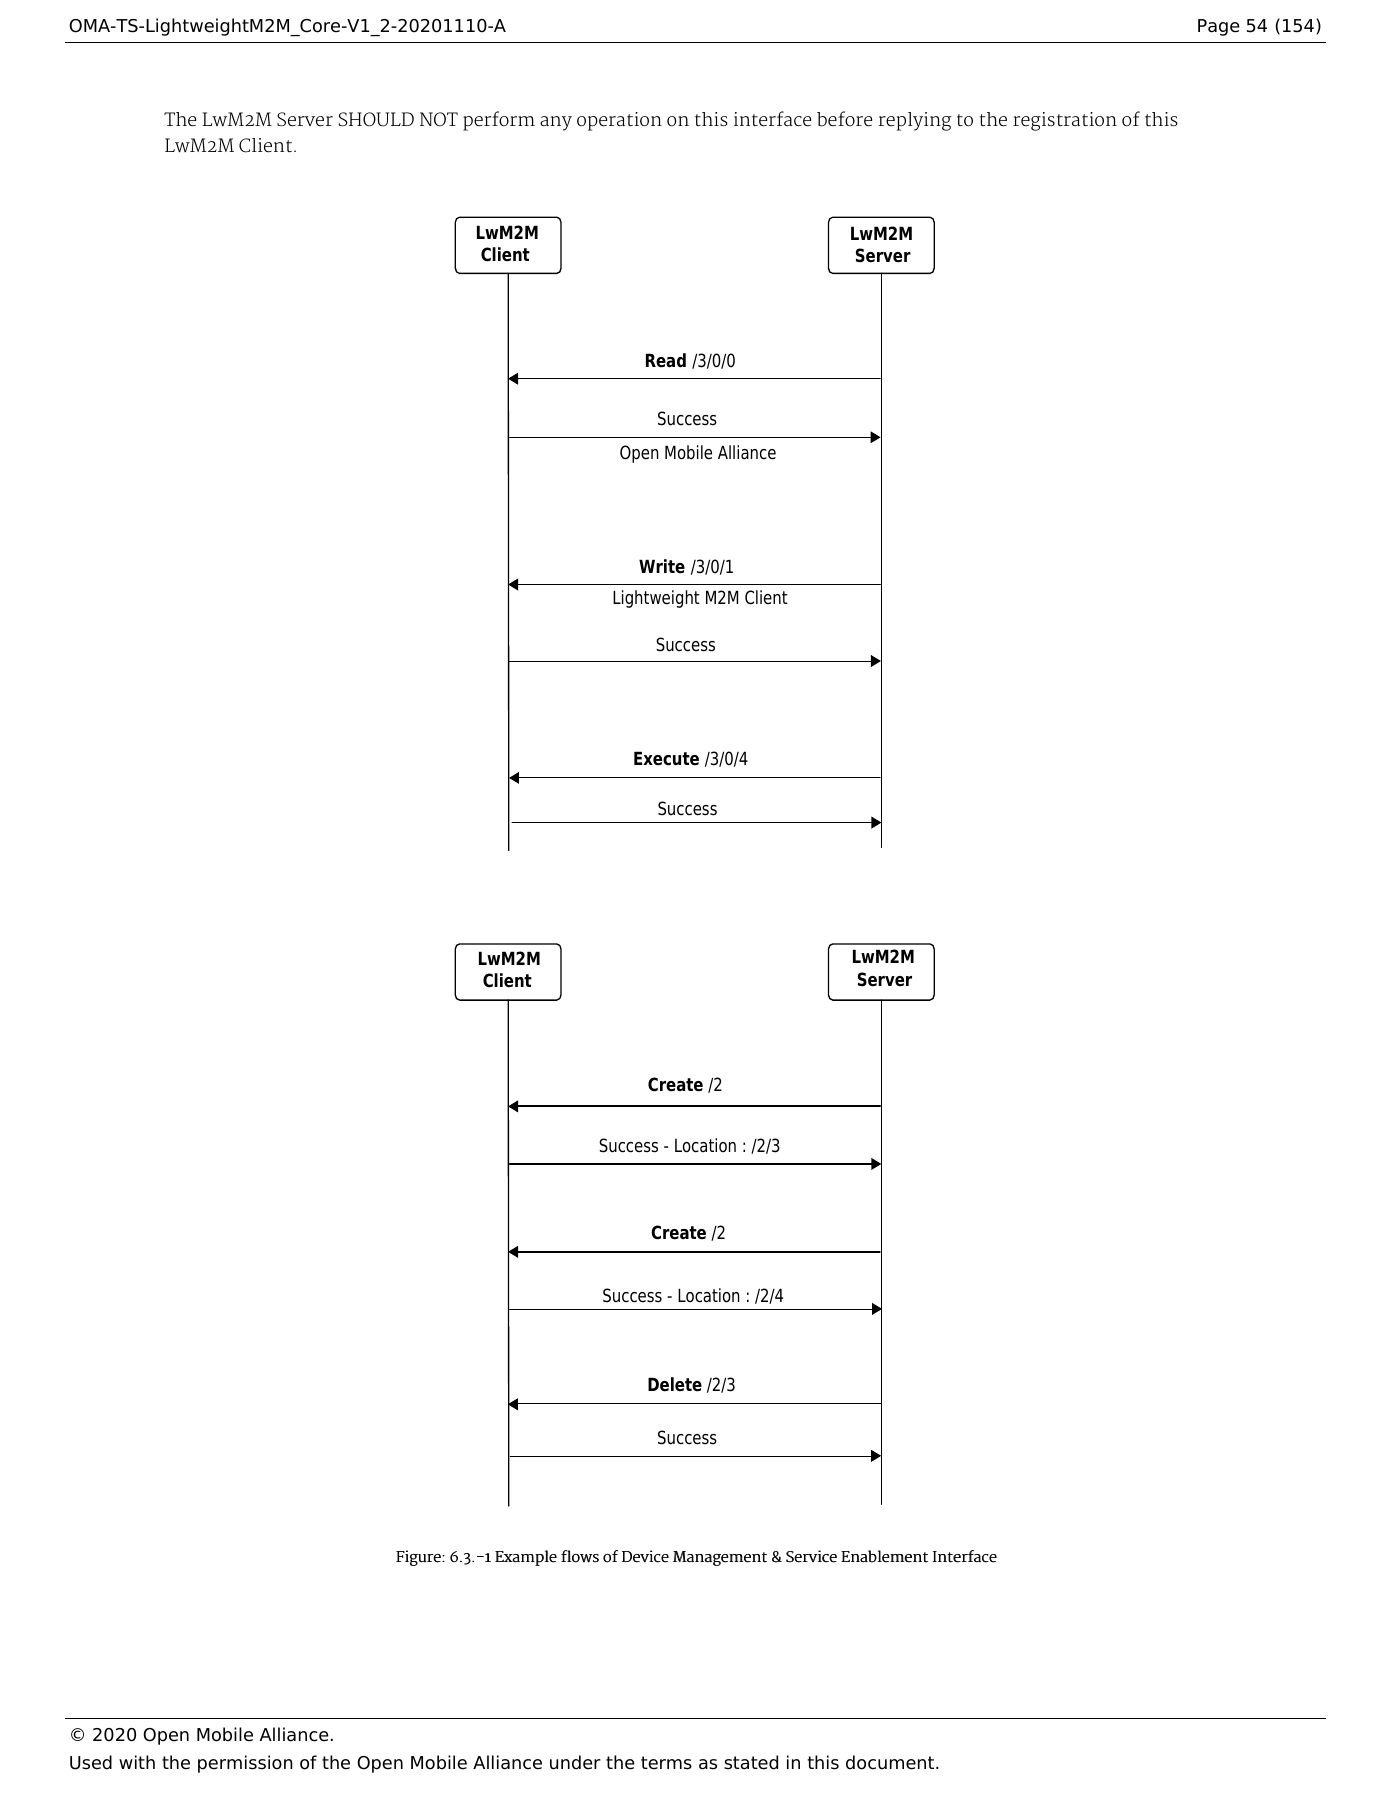 OMA-TS-LightweightM2M_Core-V1_2-20201110-A Page 54 (154)
The LwM2M Server SHOULD NOT perform any operation on this interface before replying to the registration of this
LwM2M Client.
LwM2M
Client
LwM2M
Server
Read /3/0/0
Success
Open Mobile Alliance
Write /3/0/1
Lightweight M2M Client
Success
Execute /3/0/4
Success
LwM2M
Client
LwM2M
Server
Create /2
Success - Location : /2/3
Create /2
Success - Location : /2/4
Delete /2/3
Success
Figure: 6.3.-1 Example flows of Device Management & Service Enablement Interface
© 2020 Open Mobile Alliance.
Used with the permission of the Open Mobile Alliance under the terms as stated in this document.